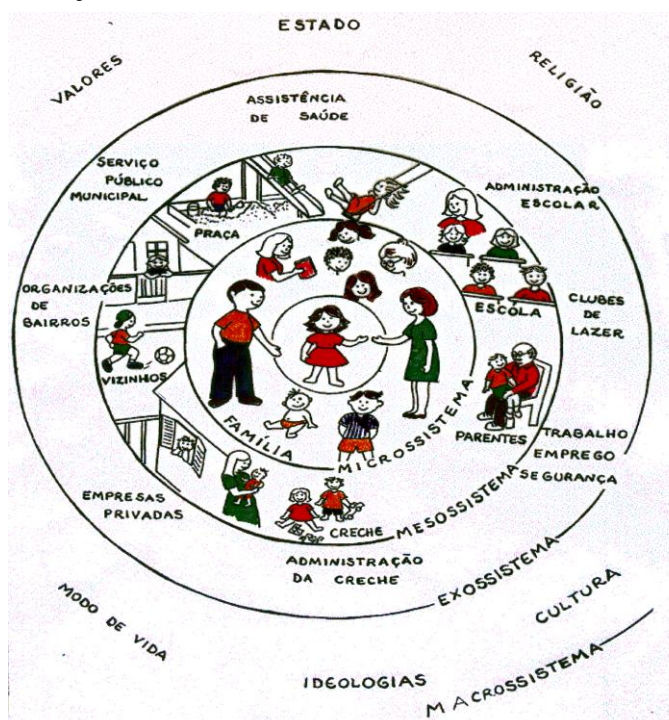 ESTADO
VALORES
RELIGIÃO
ASSISTÊNCIA
DE SAÚDE
SERVIÇO
PÚBLICO
MUNICIPAL
ADMINISTRAÇÃO
ESCOLAR
PRAÇA
ORGANIZAÇÕES
DE
BAIRROS
ESCOLA
CLUBES
DE
LAZER
VIZINHOS
FAMÍLIA
MICROSSISTEMA
PARENTES
TRABALHO
EMPREGO
SEGURANÇA
EMPRESAS
PRIVADAS
CRECHE
MESOSSISTEMA
ADMINISTRAÇÃO
DA CRECHE
EXOSSISTEMA
MODO DE VIDA
CULTURA
IDEOLOGIAS
MACROSSISTEMA